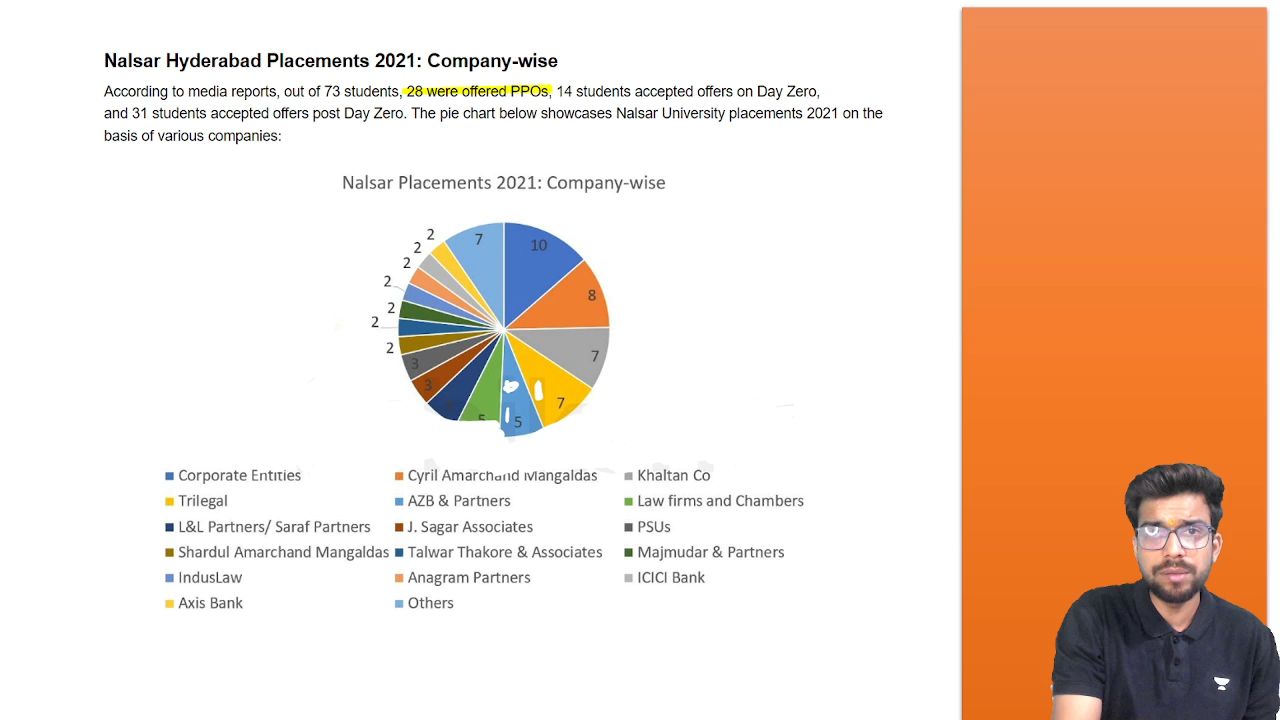 Nalsar Hyderabad Placements 2021: Company-wise
According to media reports, out of 73 students, 28 were offered PPOs, 14 students accepted offers on Day Zero,
and 31 students accepted offers post Day Zero. The pie chart below showcases Nalsar University placements 2021 on the
basis of various companies:
Nalsar Placements 2021: Company-wise
2
7
10
2
2
2
8
2
2
2
7
3
3
7
5
5
Corporate Entities
Cyril Amarchand Mangaldas
Khaltan Co
Trilegal
AZB & Partners
Law firms and Chambers
L&L Partners/ Saraf Partners
J. Sagar Associates
PSUs
Shardul Amarchand Mangaldas
Talwar Thakore & Associates
Majmudar & Partners
IndusLaw
Anagram Partners
ICICI Bank
Axis Bank
Others